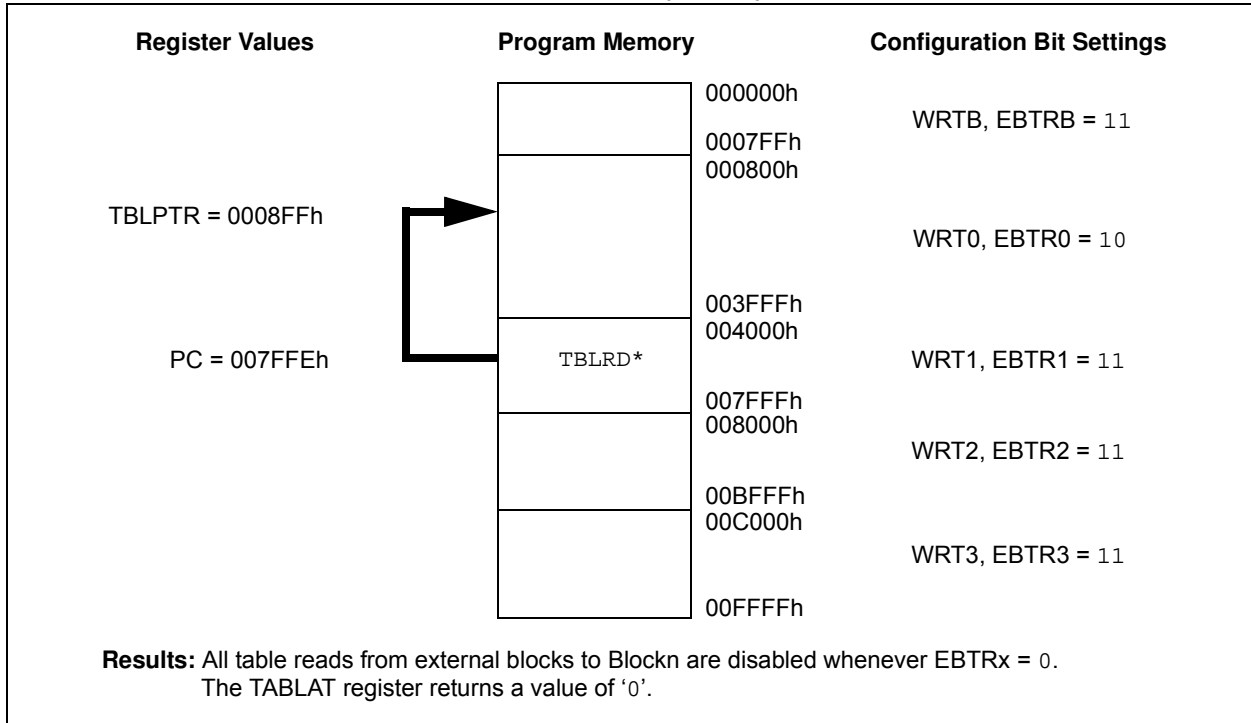 Register Values Program Memory Configuration Bit Settings
000000h
WRTB, EBTRB = 11
0007FFh
000800h
TBLPTR = 0008FFh
WRT0, EBTR0 = 10
003FFFh
004000h
PC = 007FFEh TBLRD* WRT1, EBTR1 = 11
007FFFh
008000h
WRT2, EBTR2 = 11
00BFFFh
00C000h
WRT3, EBTR3 = 11
00FFFFh
Results: All table reads from external blocks to Blockn are disabled whenever EBTRx = 0.
The TABLAT register returns a value of ‘0’.